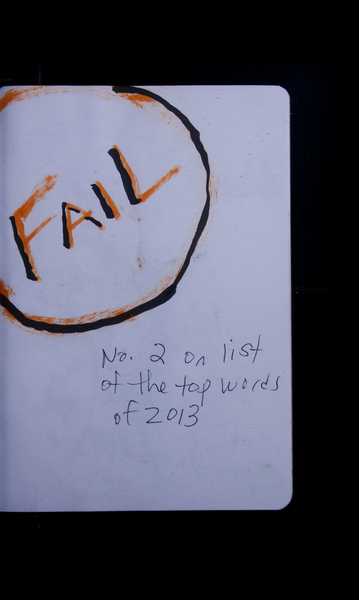 FAIL
No. 2 on list
of the top words
of 2013